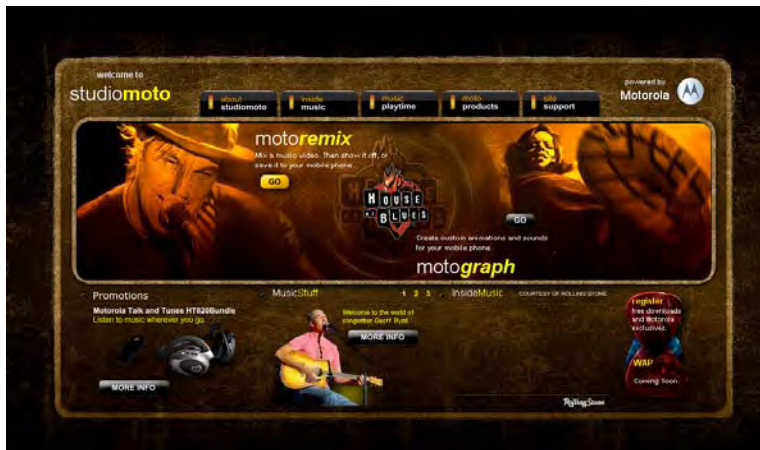 welcome to
studiomoto
about
studiomoto
inside
music
music
playtime
moto
products
site
support
powered by
Motorola
motoremix
Mix a music video. Then show it off, or
save it to your mobile phone.
GO
HOUSE
OF
BLUES
GO
Create custom animations and sounds
for your mobile phone.
motograph
Promotions
Motorola Talk and Tunes HT820Bundle
Listen to music wherever you go
MORE INFO
MusicStuff
1 2 3
Welcome to the world of
songwriter Geoff Byrd
MORE INFO
InsideMusic
COURTESY OF ROLLING STONE
RollingStone
register
free downloads
and Motorola
exclusives.
WAP
Coming Soon.